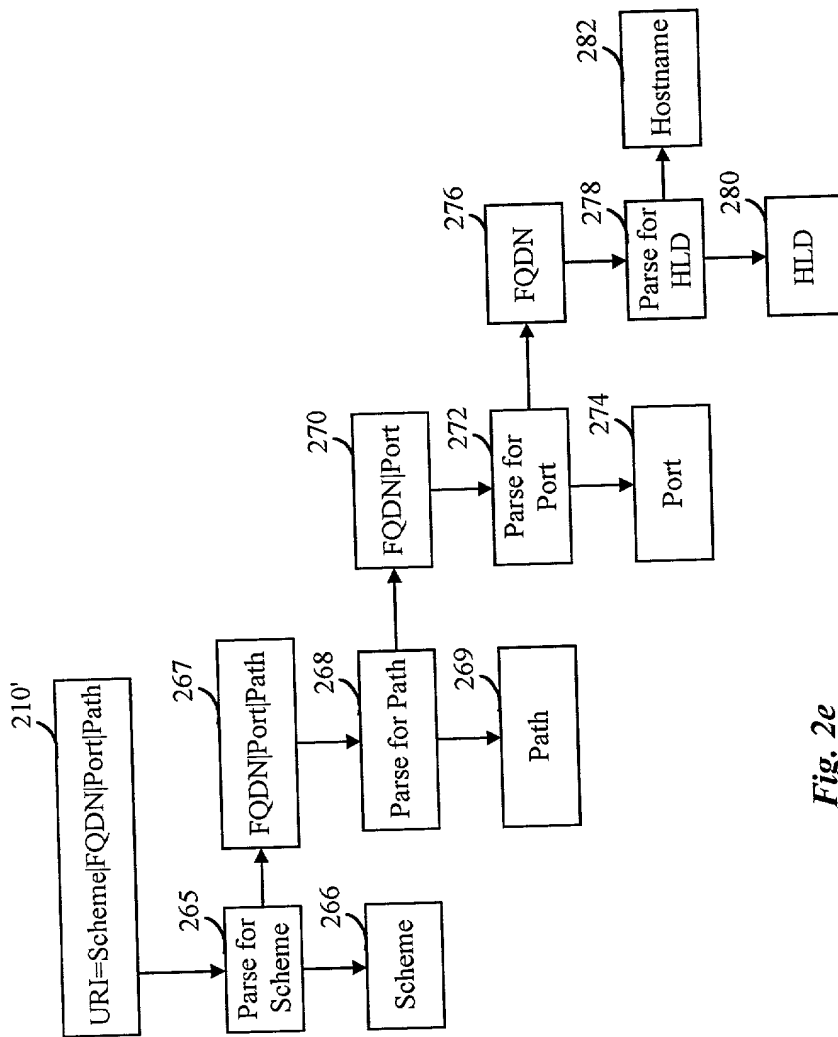 210'
URI=Scheme|FQDN|Port|Path
265
Parse for
Scheme
266
Scheme
267
FQDN|Port|Path
268
Parse for Path
269
Path
270
FQDN|Port
272
Parse for
Port
274
Port
276
FQDN
278
Parse for
HLD
280
HLD
282
Hostname
Fig. 2e